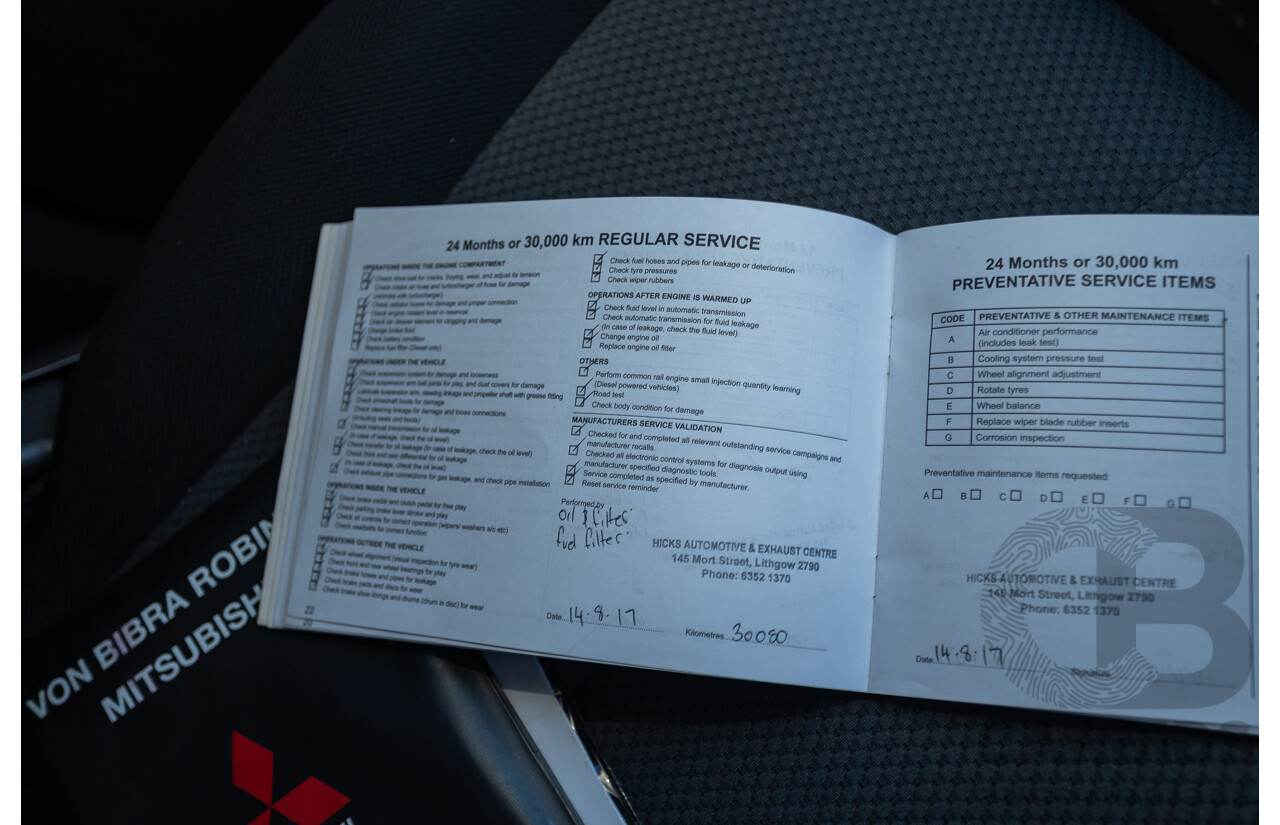 24 Months or 30,000 km REGULAR SERVICE
OPERATIONS INSIDE THE ENGINE COMPARTMENT
Check drive belt for cracks, fraying, wear, and adjust its tension
Check intake air hose and turbocharger oil hose for damage
(vehicles with turbocharger)
Check radiator hoses for damage and proper connection
Check engine coolant level in reservoir
Check air cleaner element for clogging and damage
Change brake fluid
Check battery condition
Replace fuel filter (Diesel only)
OPERATIONS UNDER THE VEHICLE
Check suspension system for damage and looseness
Check suspension arm ball joints for play, and dust covers for damage
Lubricate suspension arm, steering linkage and propeller shaft with grease fitting
Check driveshaft boots for damage
Check steering linkage for damage and loose connections
(including seals and boots)
Check manual transmission for oil leakage
(In case of leakage, check the oil level)
Check transfer for oil leakage (In case of leakage, check the oil level)
Check front and rear differential for oil leakage
(In case of leakage, check the oil level)
Check exhaust pipe connections for gas leakage, and check pipe installation
OPERATIONS INSIDE THE VEHICLE
Check brake pedal and clutch pedal for free play
Check parking brake lever stroke and play
Check all controls for correct operation (wipers/ washers a/c etc)
Check seatbelts for correct function
OPERATIONS OUTSIDE THE VEHICLE
Check wheel alignment (visual inspection for tyre wear)
Check front and rear wheel bearings for play
Check brake hoses and pipes for leakage
Check brake pads and discs for wear
Check brake shoe linings and drums (drum in disc) for wear
22
20
Check fuel hoses and pipes for leakage or deterioration
Check tyre pressures
Check wiper rubbers
OPERATIONS AFTER ENGINE IS WARMED UP
Check fluid level in automatic transmission
Check automatic transmission for fluid leakage
(In case of leakage, check the fluid level)
Change engine oil
Replace engine oil filter
OTHERS
Perform common rail engine small injection quantity learning
(Diesel powered vehicles)
Road test
Check body condition for damage
MANUFACTURERS SERVICE VALIDATION
Checked for and completed all relevant outstanding service campaigns and
manufacturer recalls.
Checked all electronic control systems for diagnosis output using
manufacturer specified diagnostic tools.
Service completed as specified by manufacturer.
Reset service reminder
Performed by
oil & filter
fuel filter
HICKS AUTOMOTIVE & EXHAUST CENTRE
145 Mort Street, Lithgow 2790
Phone: 6352 1370
Date 14.8.17 Kilometres 30080
24 Months or 30,000 km
PREVENTATIVE SERVICE ITEMS
CODE PREVENTATIVE & OTHER MAINTENANCE ITEMS
A Air conditioner performance
(includes leak test)
B Cooling system pressure test
C Wheel alignment adjustment
D Rotate tyres
E Wheel balance
F Replace wiper blade rubber inserts
G Corrosion inspection
Preventative maintenance items requested:
A B C D E F G
HICKS AUTOMOTIVE & EXHAUST CENTRE
145 Mort Street, Lithgow 2790
Phone: 6352 1370
Date 14.8.17 Signature
VON BIBRA ROBIN
MITSUBISH
CB